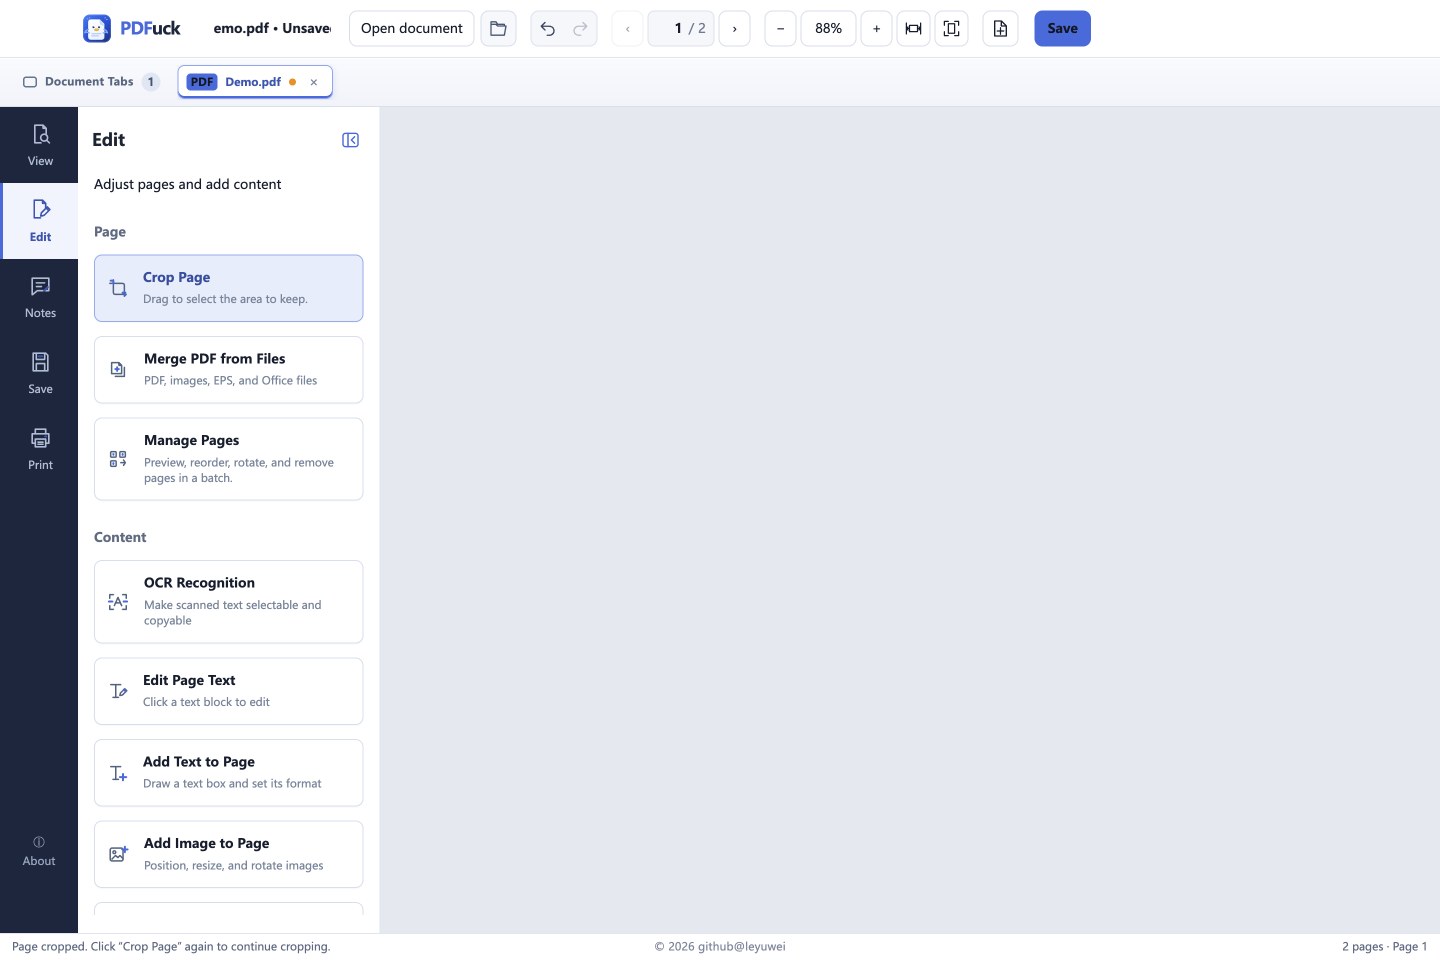 PDFuck
emo.pdf • Unsave
Open document
1 / 2
88%
Save
Document Tabs 1
PDF Demo.pdf
View
Edit
Notes
Save
Print
About
Edit
Adjust pages and add content
Page
Crop Page
Drag to select the area to keep.
Merge PDF from Files
PDF, images, EPS, and Office files
Manage Pages
Preview, reorder, rotate, and remove
pages in a batch.
Content
OCR Recognition
Make scanned text selectable and
copyable
Edit Page Text
Click a text block to edit
Add Text to Page
Draw a text box and set its format
Add Image to Page
Position, resize, and rotate images
Page cropped. Click "Crop Page" again to continue cropping.
© 2026 github@leyuwei
2 pages · Page 1